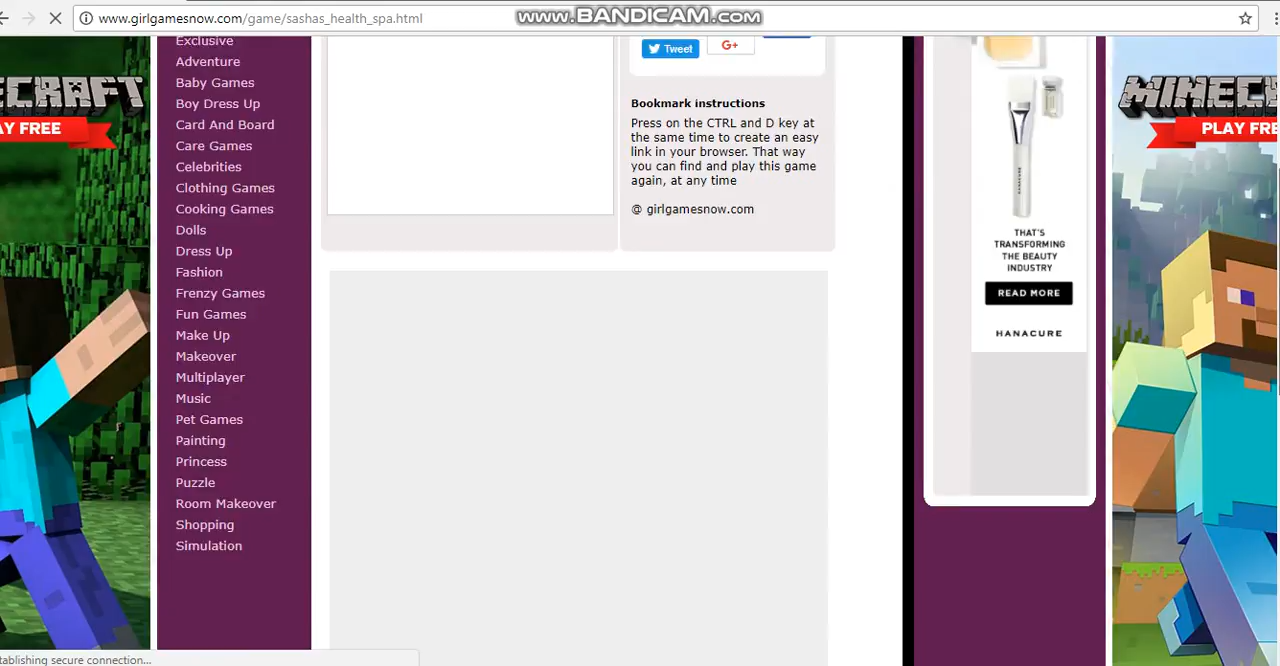 www.girlgamesnow.com/game/sashas_health_spa.html
www.BANDICAM.com
Exclusive
Adventure
Baby Games
Boy Dress Up
Card And Board
Care Games
Celebrities
Clothing Games
Cooking Games
Dolls
Dress Up
Fashion
Frenzy Games
Fun Games
Make Up
Makeover
Multiplayer
Music
Pet Games
Painting
Princess
Puzzle
Room Makeover
Shopping
Simulation
Tweet
G+
Bookmark instructions
Press on the CTRL and D key at
the same time to create an easy
link in your browser. That way
you can find and play this game
again, at any time
@ girlgamesnow.com
THAT'S
TRANSFORMING
THE BEAUTY
INDUSTRY
READ MORE
HANACURE
ECRAFT
AY FREE
MINEC
PLAY FRE
tablishing secure connection...